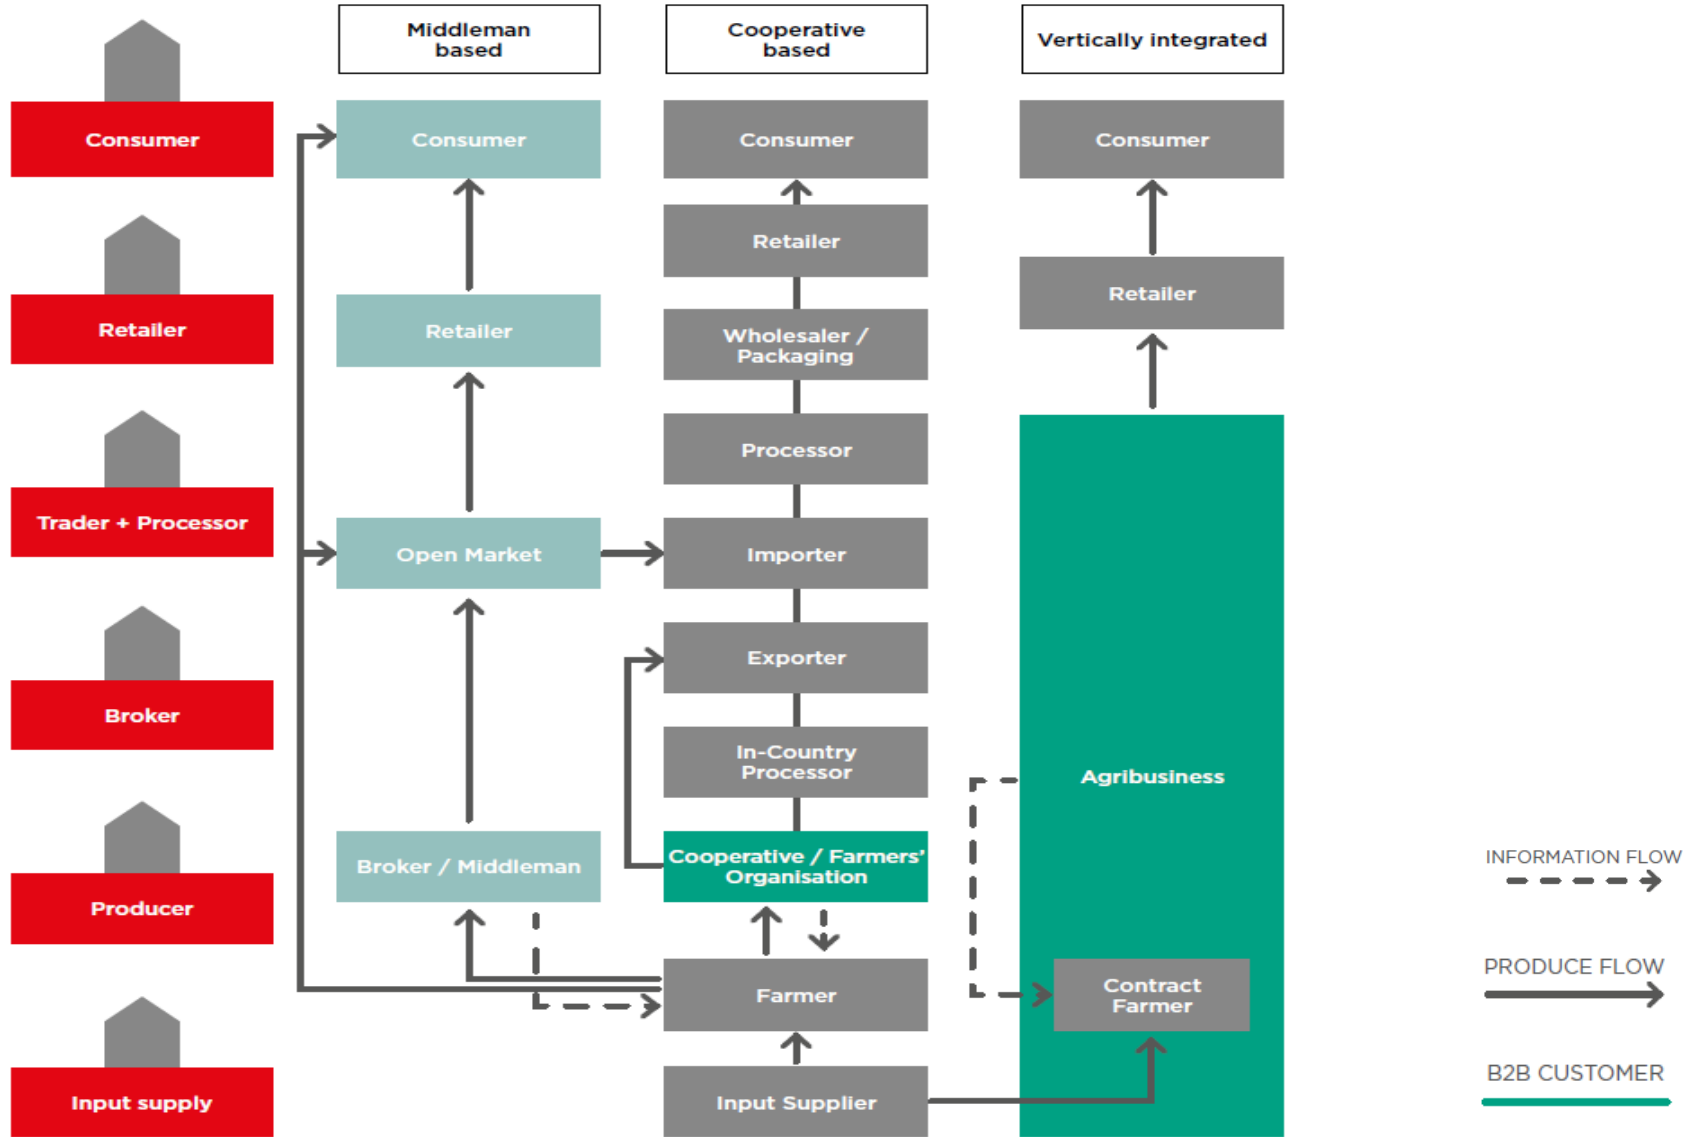 Middleman
based
Cooperative
based
Vertically integrated
Consumer
Retailer
Trader + Processor
Broker
Producer
Input supply
Consumer
Retailer
Open Market
Broker / Middleman
Consumer
Retailer
Wholesaler /
Packaging
Processor
Importer
Exporter
In-Country
Processor
Cooperative / Farmers'
Organisation
Farmer
Input Supplier
Consumer
Retailer
Agribusiness
Contract
Farmer
INFORMATION FLOW
PRODUCE FLOW
B2B CUSTOMER